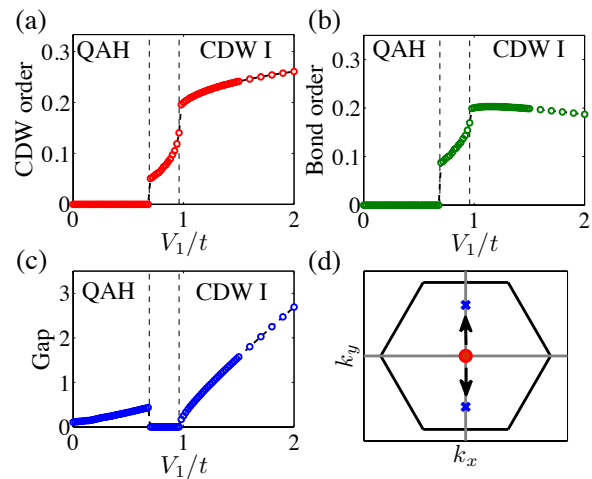 (a)
QAH
CDW I
0.3
0.2
0.1
0
CDW order
0
1
2
V₁/t
(b)
QAH
CDW I
0.3
0.2
0.1
0
Bond order
0
1
2
V₁/t
(c)
QAH
CDW I
3
2
1
0
Gap
0
1
2
V₁/t
(d)
k_y
k_x